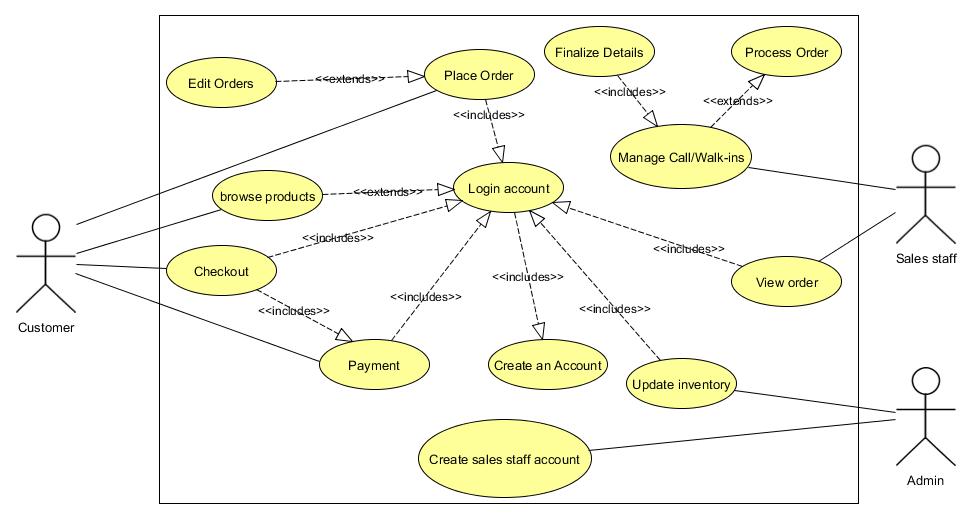 Finalize Details
Process Order
Edit Orders
<<extends>>
Place Order
<<includes>>
<<extends>>
<<includes>>
Manage Call/Walk-ins
browse products
<<extends>>
Login account
<<includes>>
<<includes>>
Checkout
<<includes>>
<<includes>>
<<includes>>
<<includes>>
View order
Sales staff
Customer
Payment
Create an Account
Update inventory
Create sales staff account
Admin